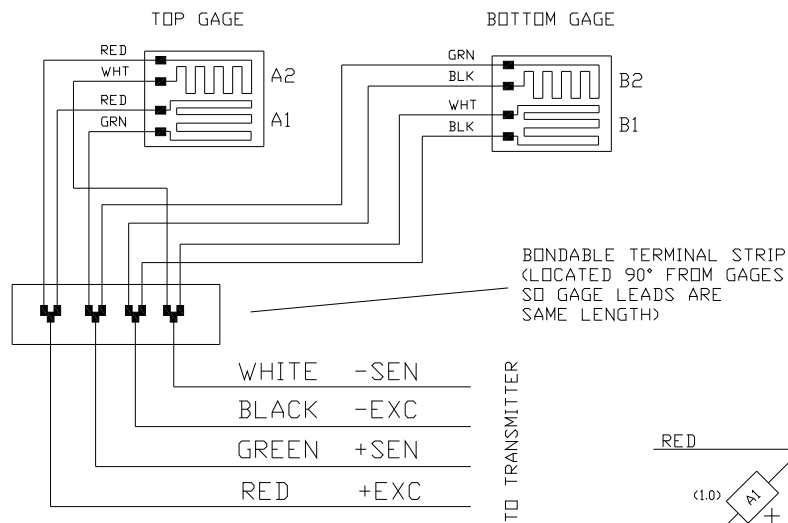 TOP GAGE
BOTTOM GAGE
RED
WHT
A2
RED
GRN
A1
GRN
BLK
B2
WHT
BLK
B1
BONDABLE TERMINAL STRIP
(LOCATED 90° FROM GAGES
SO GAGE LEADS ARE
SAME LENGTH)
WHITE -SEN
BLACK -EXC
GREEN +SEN
RED +EXC
TO TRANSMITTER
RED
(1.0)
A1
+